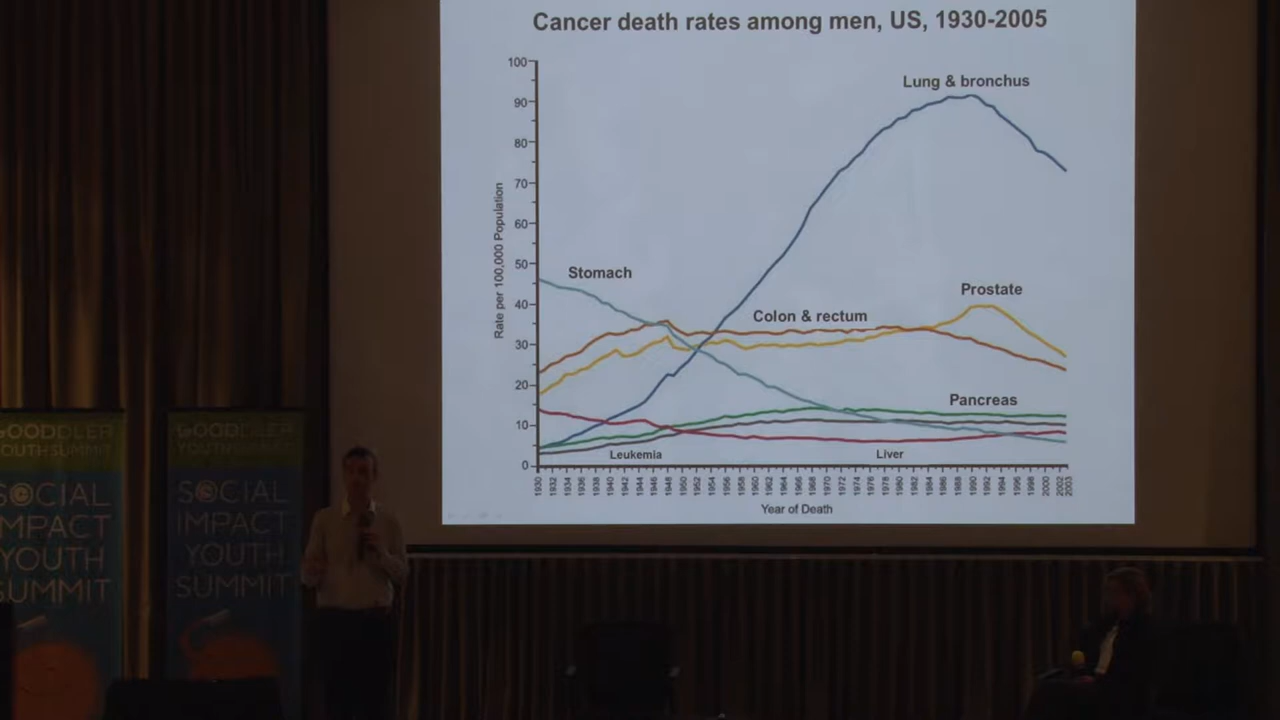 Cancer death rates among men, US, 1930-2005
Rate per 100,000 Population
100
90
80
70
60
50
40
30
20
10
0
Lung & bronchus
Stomach
Colon & rectum
Prostate
Pancreas
Leukemia
Liver
1930 1932 1934 1936 1938 1940 1942 1944 1946 1948 1950 1952 1954 1956 1958 1960 1962 1964 1966 1968 1970 1972 1974 1976 1978 1980 1982 1984 1986 1988 1990 1992 1994 1996 1998 2000 2002 2003
Year of Death
GOODDLER
YOUTHSUMMIT
SOCIAL
IMPACT
YOUTH
SUMMIT
GOODDLER
YOUTHSUMMIT
SOCIAL
IMPACT
YOUTH
SUMMIT